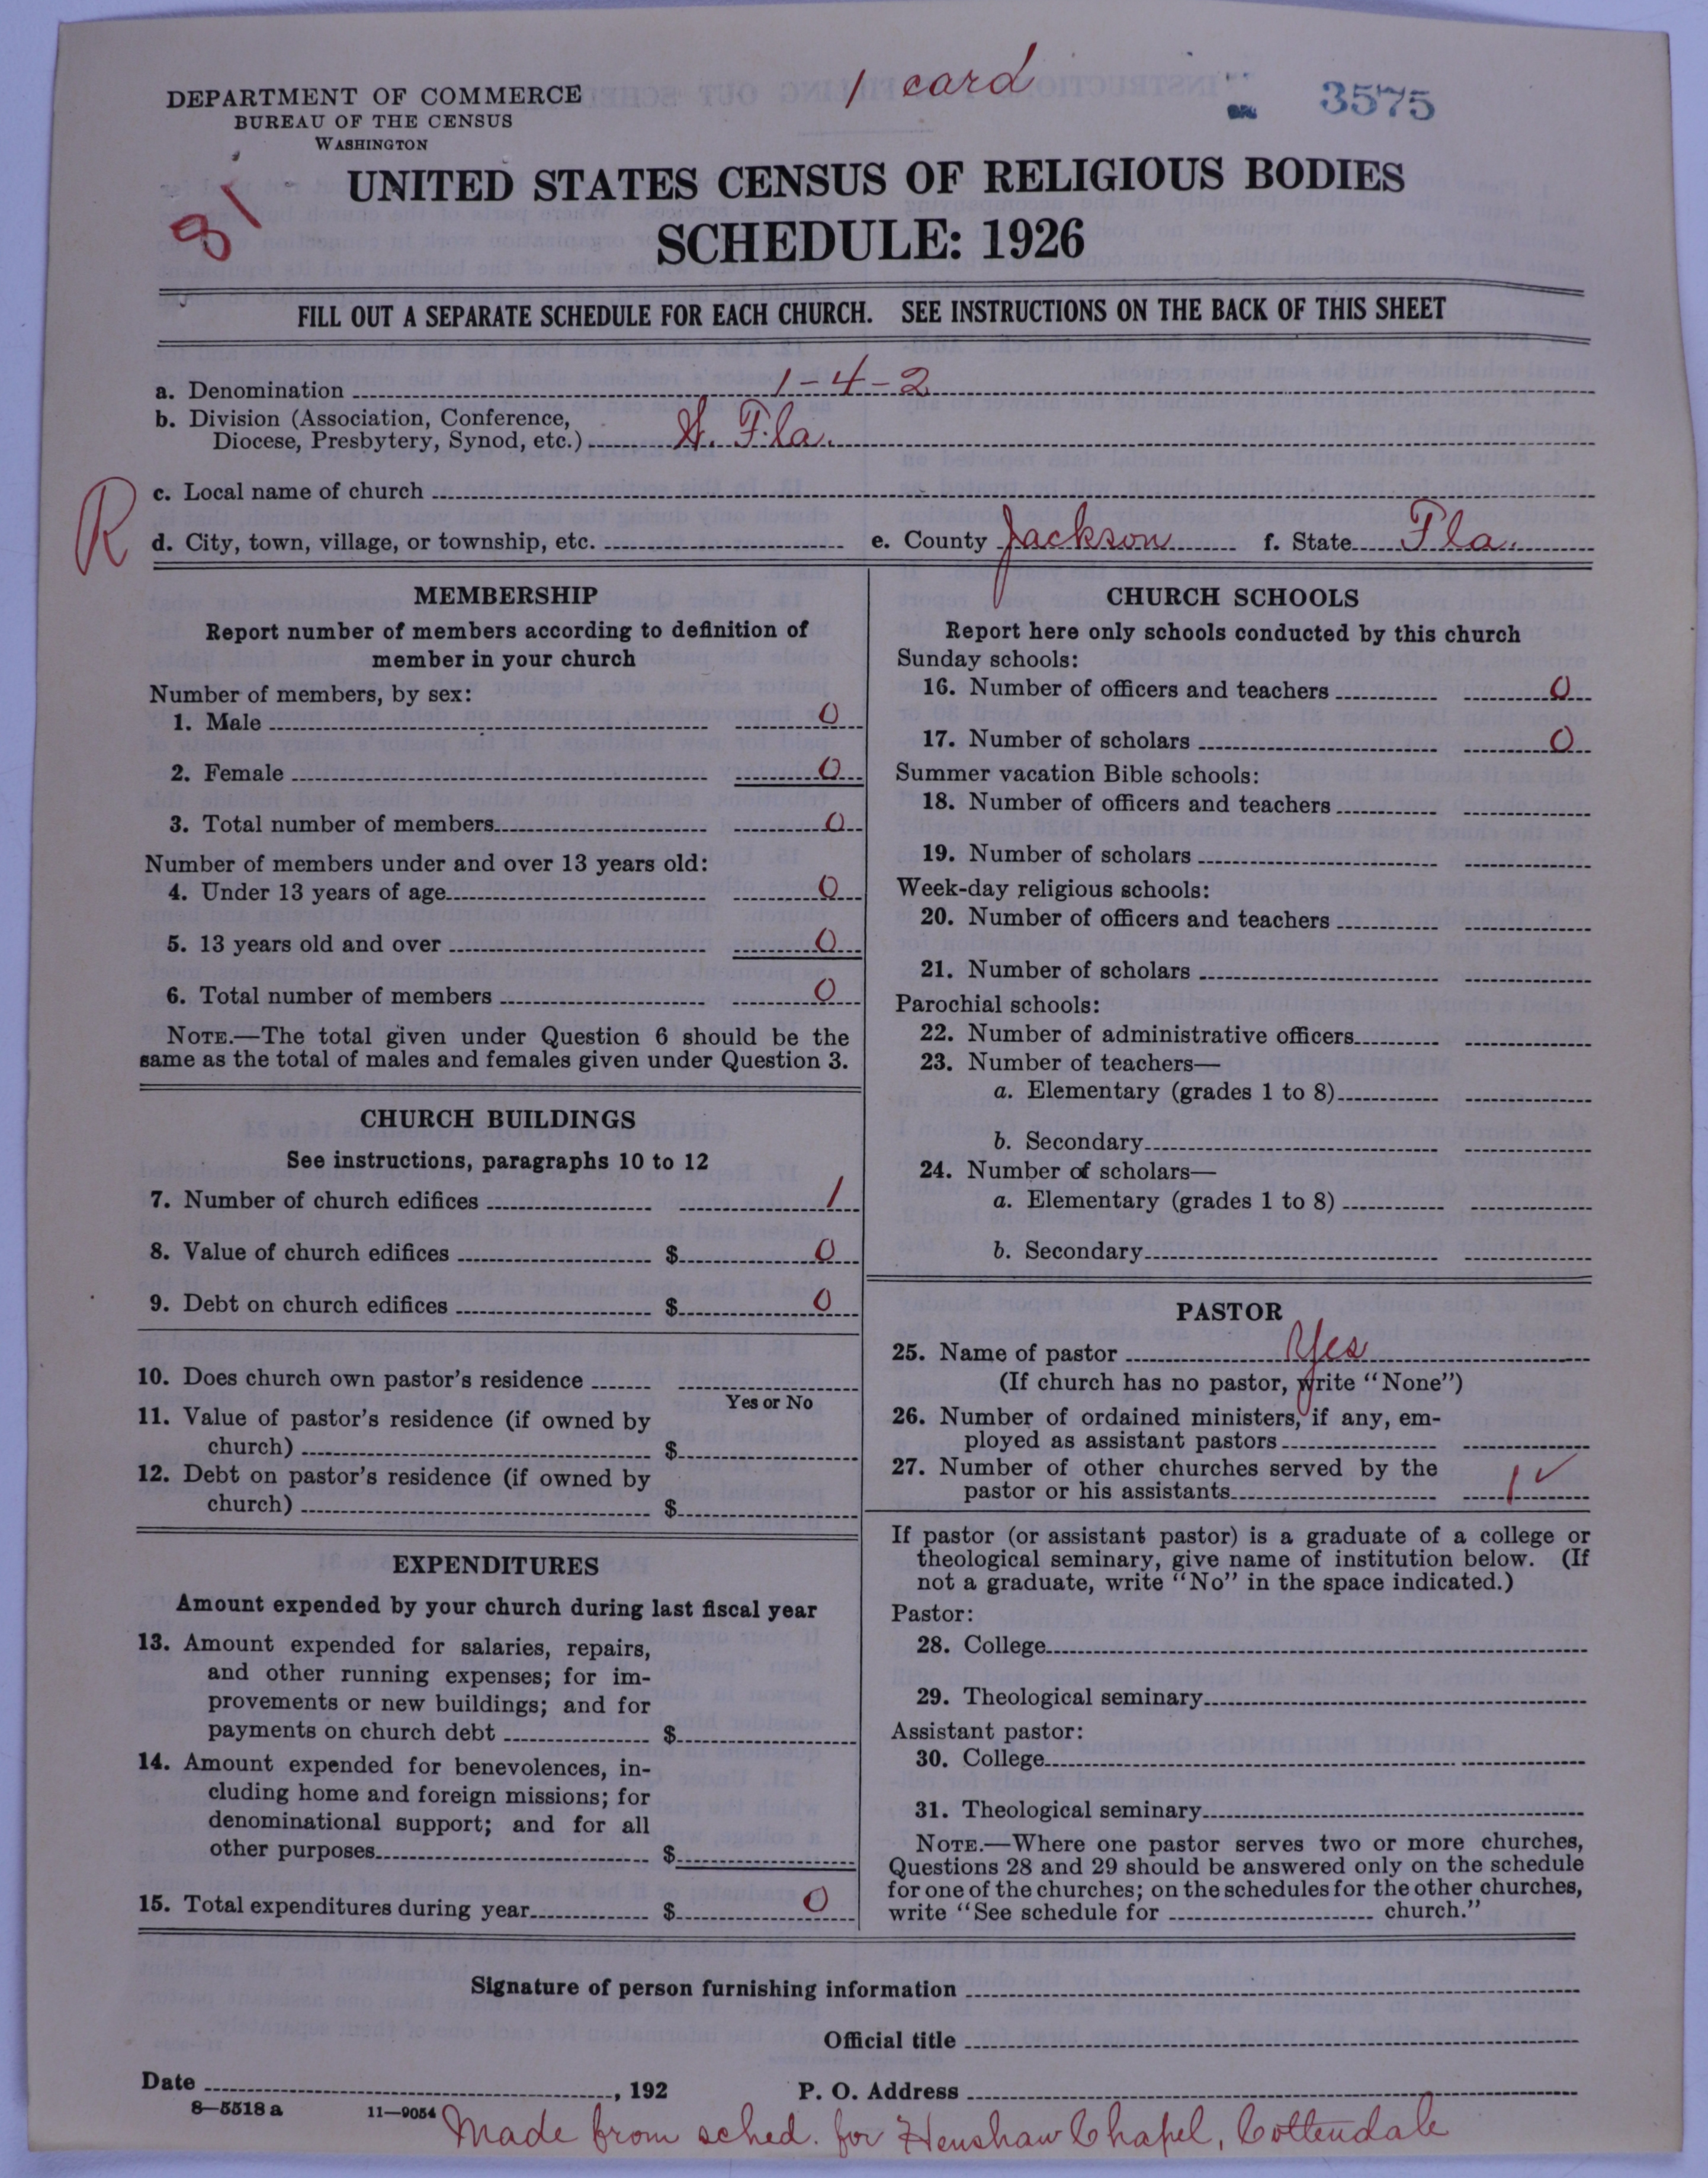 1 card
3575
DEPARTMENT OF COMMERCE
BUREAU OF THE CENSUS
WASHINGTON
31
UNITED STATES CENSUS OF RELIGIOUS BODIES
SCHEDULE: 1926
FILL OUT A SEPARATE SCHEDULE FOR EACH CHURCH. SEE INSTRUCTIONS ON THE BACK OF THIS SHEET
a. Denomination 1-4-2
b. Division (Association, Conference,
Diocese, Presbytery, Synod, etc.) Fla.
c. Local name of church
R
d. City, town, village, or township, etc. e. County Jackson f. State Fla.
MEMBERSHIP
Report number of members according to definition of
member in your church
Number of members, by sex:
1. Male 0
2. Female 0
3. Total number of members 0
Number of members under and over 13 years old:
4. Under 13 years of age 0
5. 13 years old and over 0
6. Total number of members 0
NOTE.—The total given under Question 6 should be the
same as the total of males and females given under Question 3.
CHURCH BUILDINGS
See instructions, paragraphs 10 to 12
7. Number of church edifices 1
8. Value of church edifices $ 0
9. Debt on church edifices $ 0
10. Does church own pastor's residence
Yes or No
11. Value of pastor's residence (if owned by
church) $
12. Debt on pastor's residence (if owned by
church) $
EXPENDITURES
Amount expended by your church during last fiscal year
13. Amount expended for salaries, repairs,
and other running expenses; for im-
provements or new buildings; and for
payments on church debt $
14. Amount expended for benevolences, in-
cluding home and foreign missions; for
denominational support; and for all
other purposes $
15. Total expenditures during year $ 0
CHURCH SCHOOLS
Report here only schools conducted by this church
Sunday schools:
16. Number of officers and teachers 0
17. Number of scholars 0
Summer vacation Bible schools:
18. Number of officers and teachers
19. Number of scholars
Week-day religious schools:
20. Number of officers and teachers
21. Number of scholars
Parochial schools:
22. Number of administrative officers
23. Number of teachers—
a. Elementary (grades 1 to 8)
b. Secondary
24. Number of scholars—
a. Elementary (grades 1 to 8)
b. Secondary
PASTOR
25. Name of pastor Yes
(If church has no pastor, write "None")
26. Number of ordained ministers, if any, em-
ployed as assistant pastors
27. Number of other churches served by the
pastor or his assistants 1 ✓
If pastor (or assistant pastor) is a graduate of a college or
theological seminary, give name of institution below. (If
not a graduate, write "No" in the space indicated.)
Pastor:
28. College
29. Theological seminary
Assistant pastor:
30. College
31. Theological seminary
NOTE.—Where one pastor serves two or more churches,
Questions 28 and 29 should be answered only on the schedule
for one of the churches; on the schedules for the other churches,
write "See schedule for church."
Signature of person furnishing information
Official title
Date , 192 P. O. Address
8—5518 a 11—9054
Made from sched. for Henshaw Chapel, Cottendale